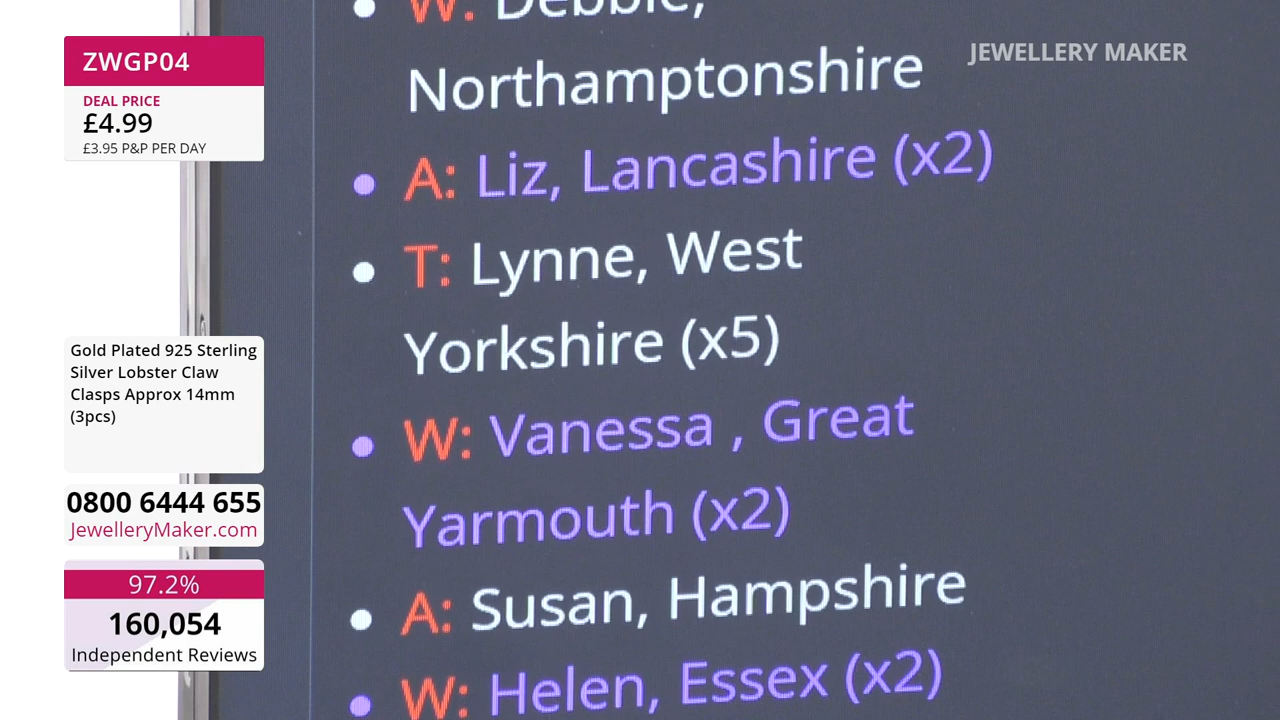 ZWGP04
DEAL PRICE
£4.99
£3.95 P&P PER DAY
Gold Plated 925 Sterling
Silver Lobster Claw
Clasps Approx 14mm
(3pcs)
0800 6444 655
JewelleryMaker.com
97.2%
160,054
Independent Reviews
JEWELLERY MAKER
• W: Debbie,
Northamptonshire
• A: Liz, Lancashire (x2)
• T: Lynne, West
Yorkshire (x5)
• W: Vanessa , Great
Yarmouth (x2)
• A: Susan, Hampshire
• W: Helen, Essex (x2)